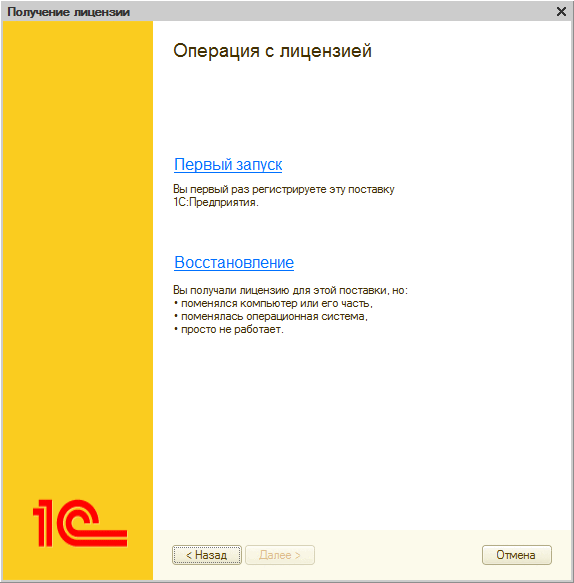 Получение лицензии
Операция с лицензией
Первый запуск
Вы первый раз регистрируете эту поставку
1С:Предприятия.
Восстановление
Вы получали лицензию для этой поставки, но:
• поменялся компьютер или его часть,
• поменялась операционная система,
• просто не работает.
1С
< Назад
Далее >
Отмена